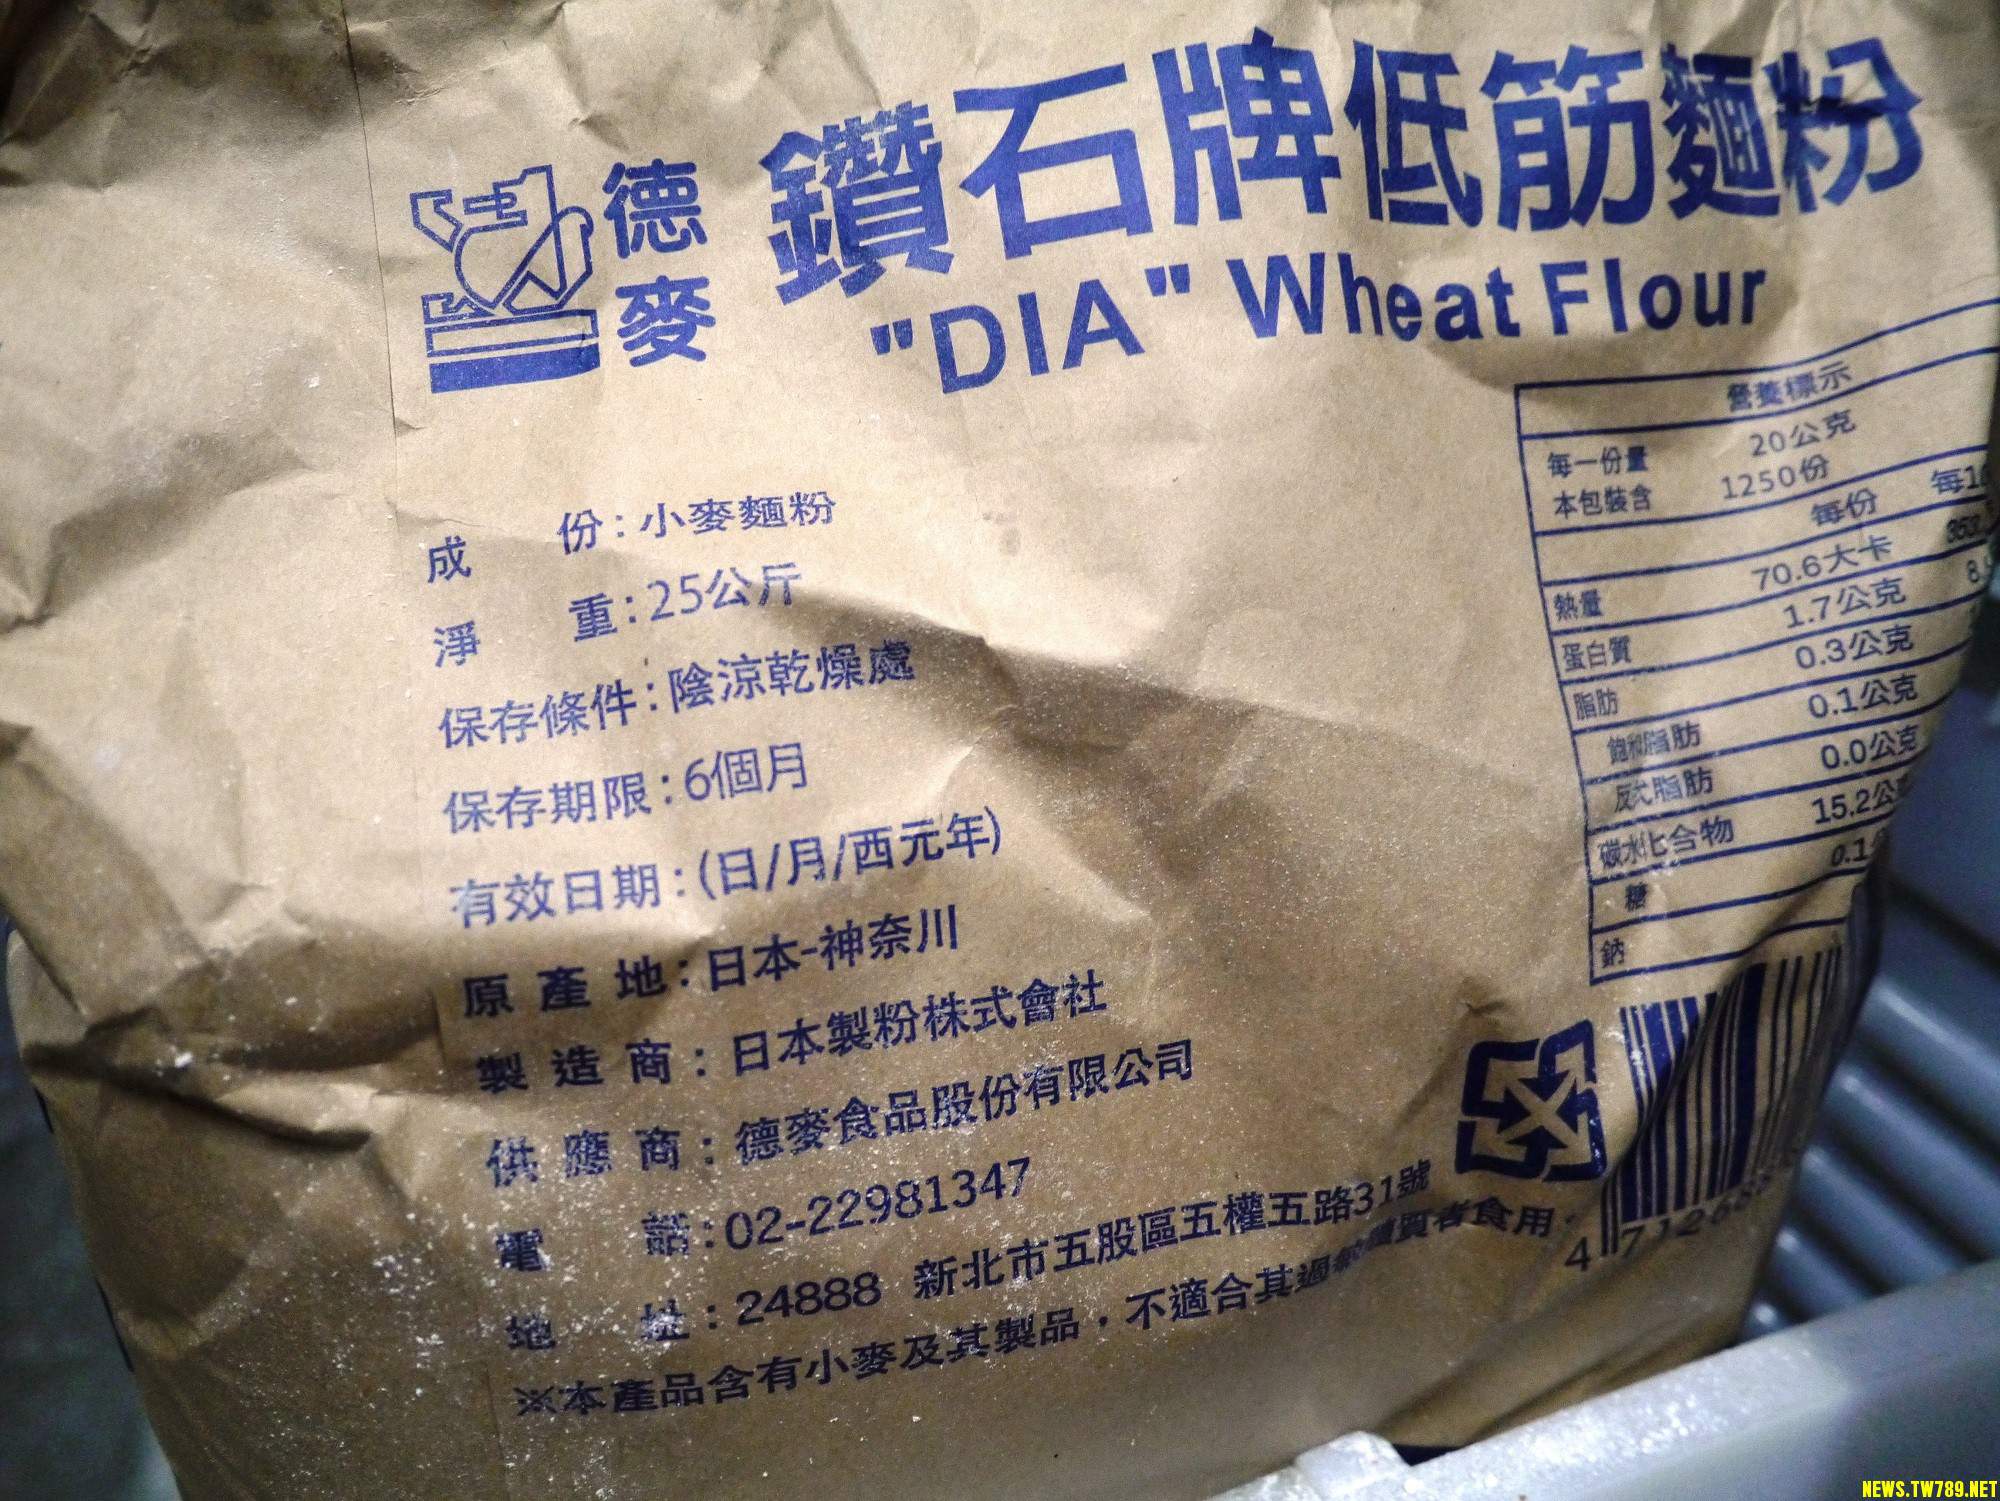 德麥
鑽石牌低筋麵粉
"DIA" Wheat Flour
成份:小麥麵粉
淨重:25公斤
保存條件:陰涼乾燥處
保存期限:6個月
有效日期:(日/月/西元年)
原產地:日本-神奈川
製造商:日本製粉株式會社
供應商:德麥食品股份有限公司
電話:02-22981347
地址:24888 新北市五股區五權五路31號
※本產品含有小麥及其製品,不適合其過敏體質者食用。
營養標示
每一份量 20公克
本包裝含 1250份
每份 每10
熱量 70.6大卡 353.
蛋白質 1.7公克 8.
脂肪 0.3公克
飽和脂肪 0.1公克
反式脂肪 0.0公克
碳水化合物 15.2公克
糖 0.1
鈉
4 71268
NEWS.TW789.NET